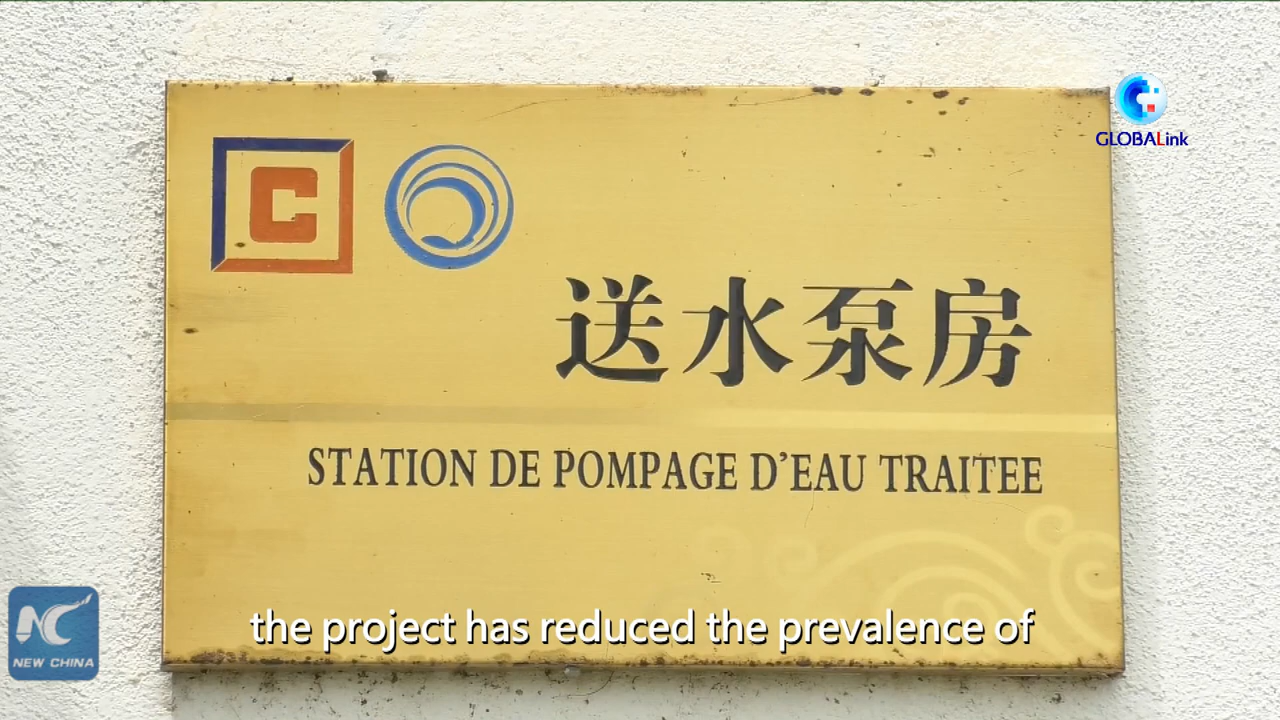 GLOBALink
C
送水泵房
STATION DE POMPAGE D'EAU TRAITEE
the project has reduced the prevalence of
NC
NEW CHINA